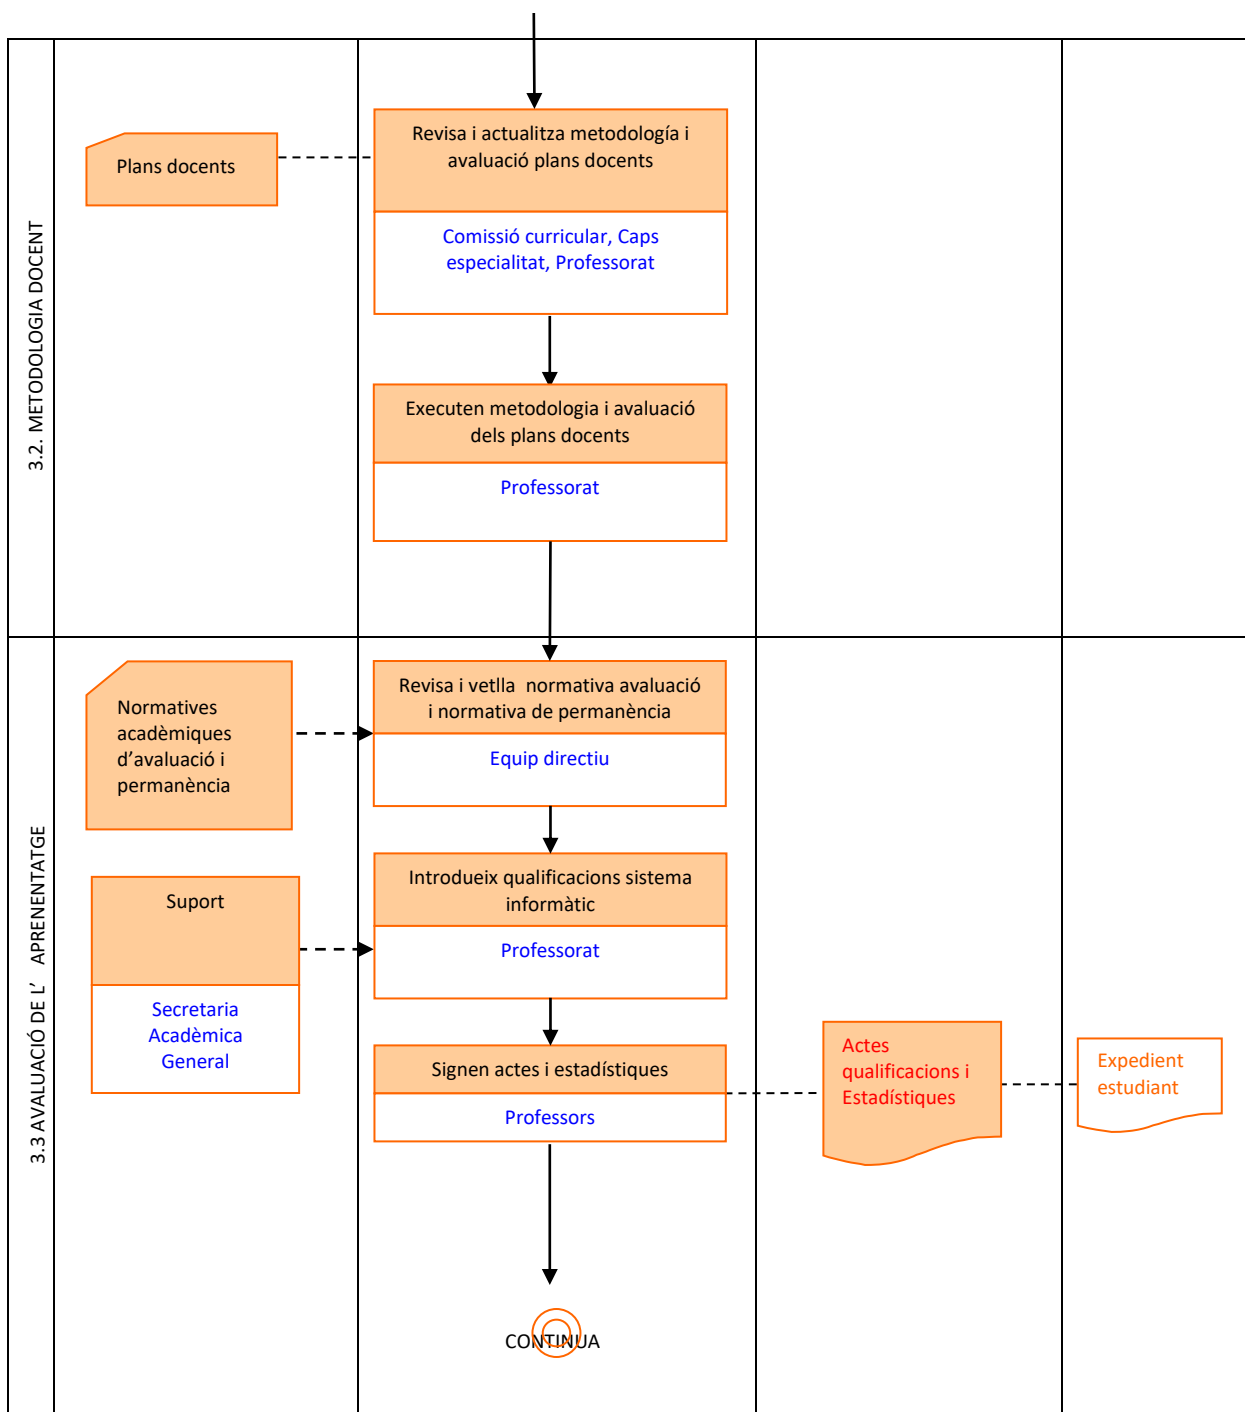 3.2. METODOLOGIA DOCENT
Plans docents
Revisa i actualitza metodología i
avaluació plans docents
Comissió curricular, Caps
especialitat, Professorat
Executen metodologia i avaluació
dels plans docents
Professorat
3.3 AVALUACIÓ DE L’ APRENENTATGE
Normatives
acadèmiques
d’avaluació i
permanència
Revisa i vetlla normativa avaluació
i normativa de permanència
Equip directiu
Suport
Secretaria
Acadèmica
General
Introdueix qualificacions sistema
informàtic
Professorat
Signen actes i estadístiques
Professors
Actes
qualificacions i
Estadístiques
Expedient
estudiant
CONTINUA